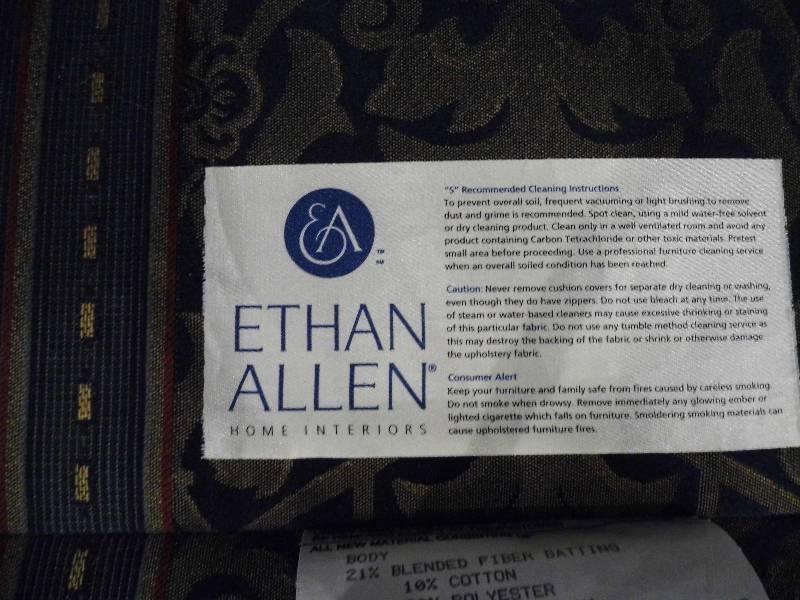 EA
TM
SM
ETHAN
ALLEN®
HOME INTERIORS
"S" Recommended Cleaning Instructions
To prevent overall soil, frequent vacuuming or light brushing to remove
dust and grime is recommended. Spot clean, using a mild water-free solvent
or dry cleaning product. Clean only in a well ventilated room and avoid any
product containing Carbon Tetrachloride or other toxic materials. Pretest
small area before proceeding. Use a professional furniture cleaning service
when an overall soiled condition has been reached.
Caution: Never remove cushion covers for separate dry cleaning or washing,
even though they do have zippers. Do not use bleach at any time. The use
of steam or water-based cleaners may cause excessive shrinking or staining
of this particular fabric. Do not use any tumble method cleaning service as
this may destroy the backing of the fabric or shrink or otherwise damage
the upholstery fabric.
Consumer Alert
Keep your furniture and family safe from fires caused by careless smoking.
Do not smoke when drowsy. Remove immediately any glowing ember or
lighted cigarette which falls on furniture. Smoldering smoking materials can
cause upholstered furniture fires.
ALL NEW MATERIAL
BODY
21% BLENDED FIBER BATTING
10% COTTON
POLYESTER